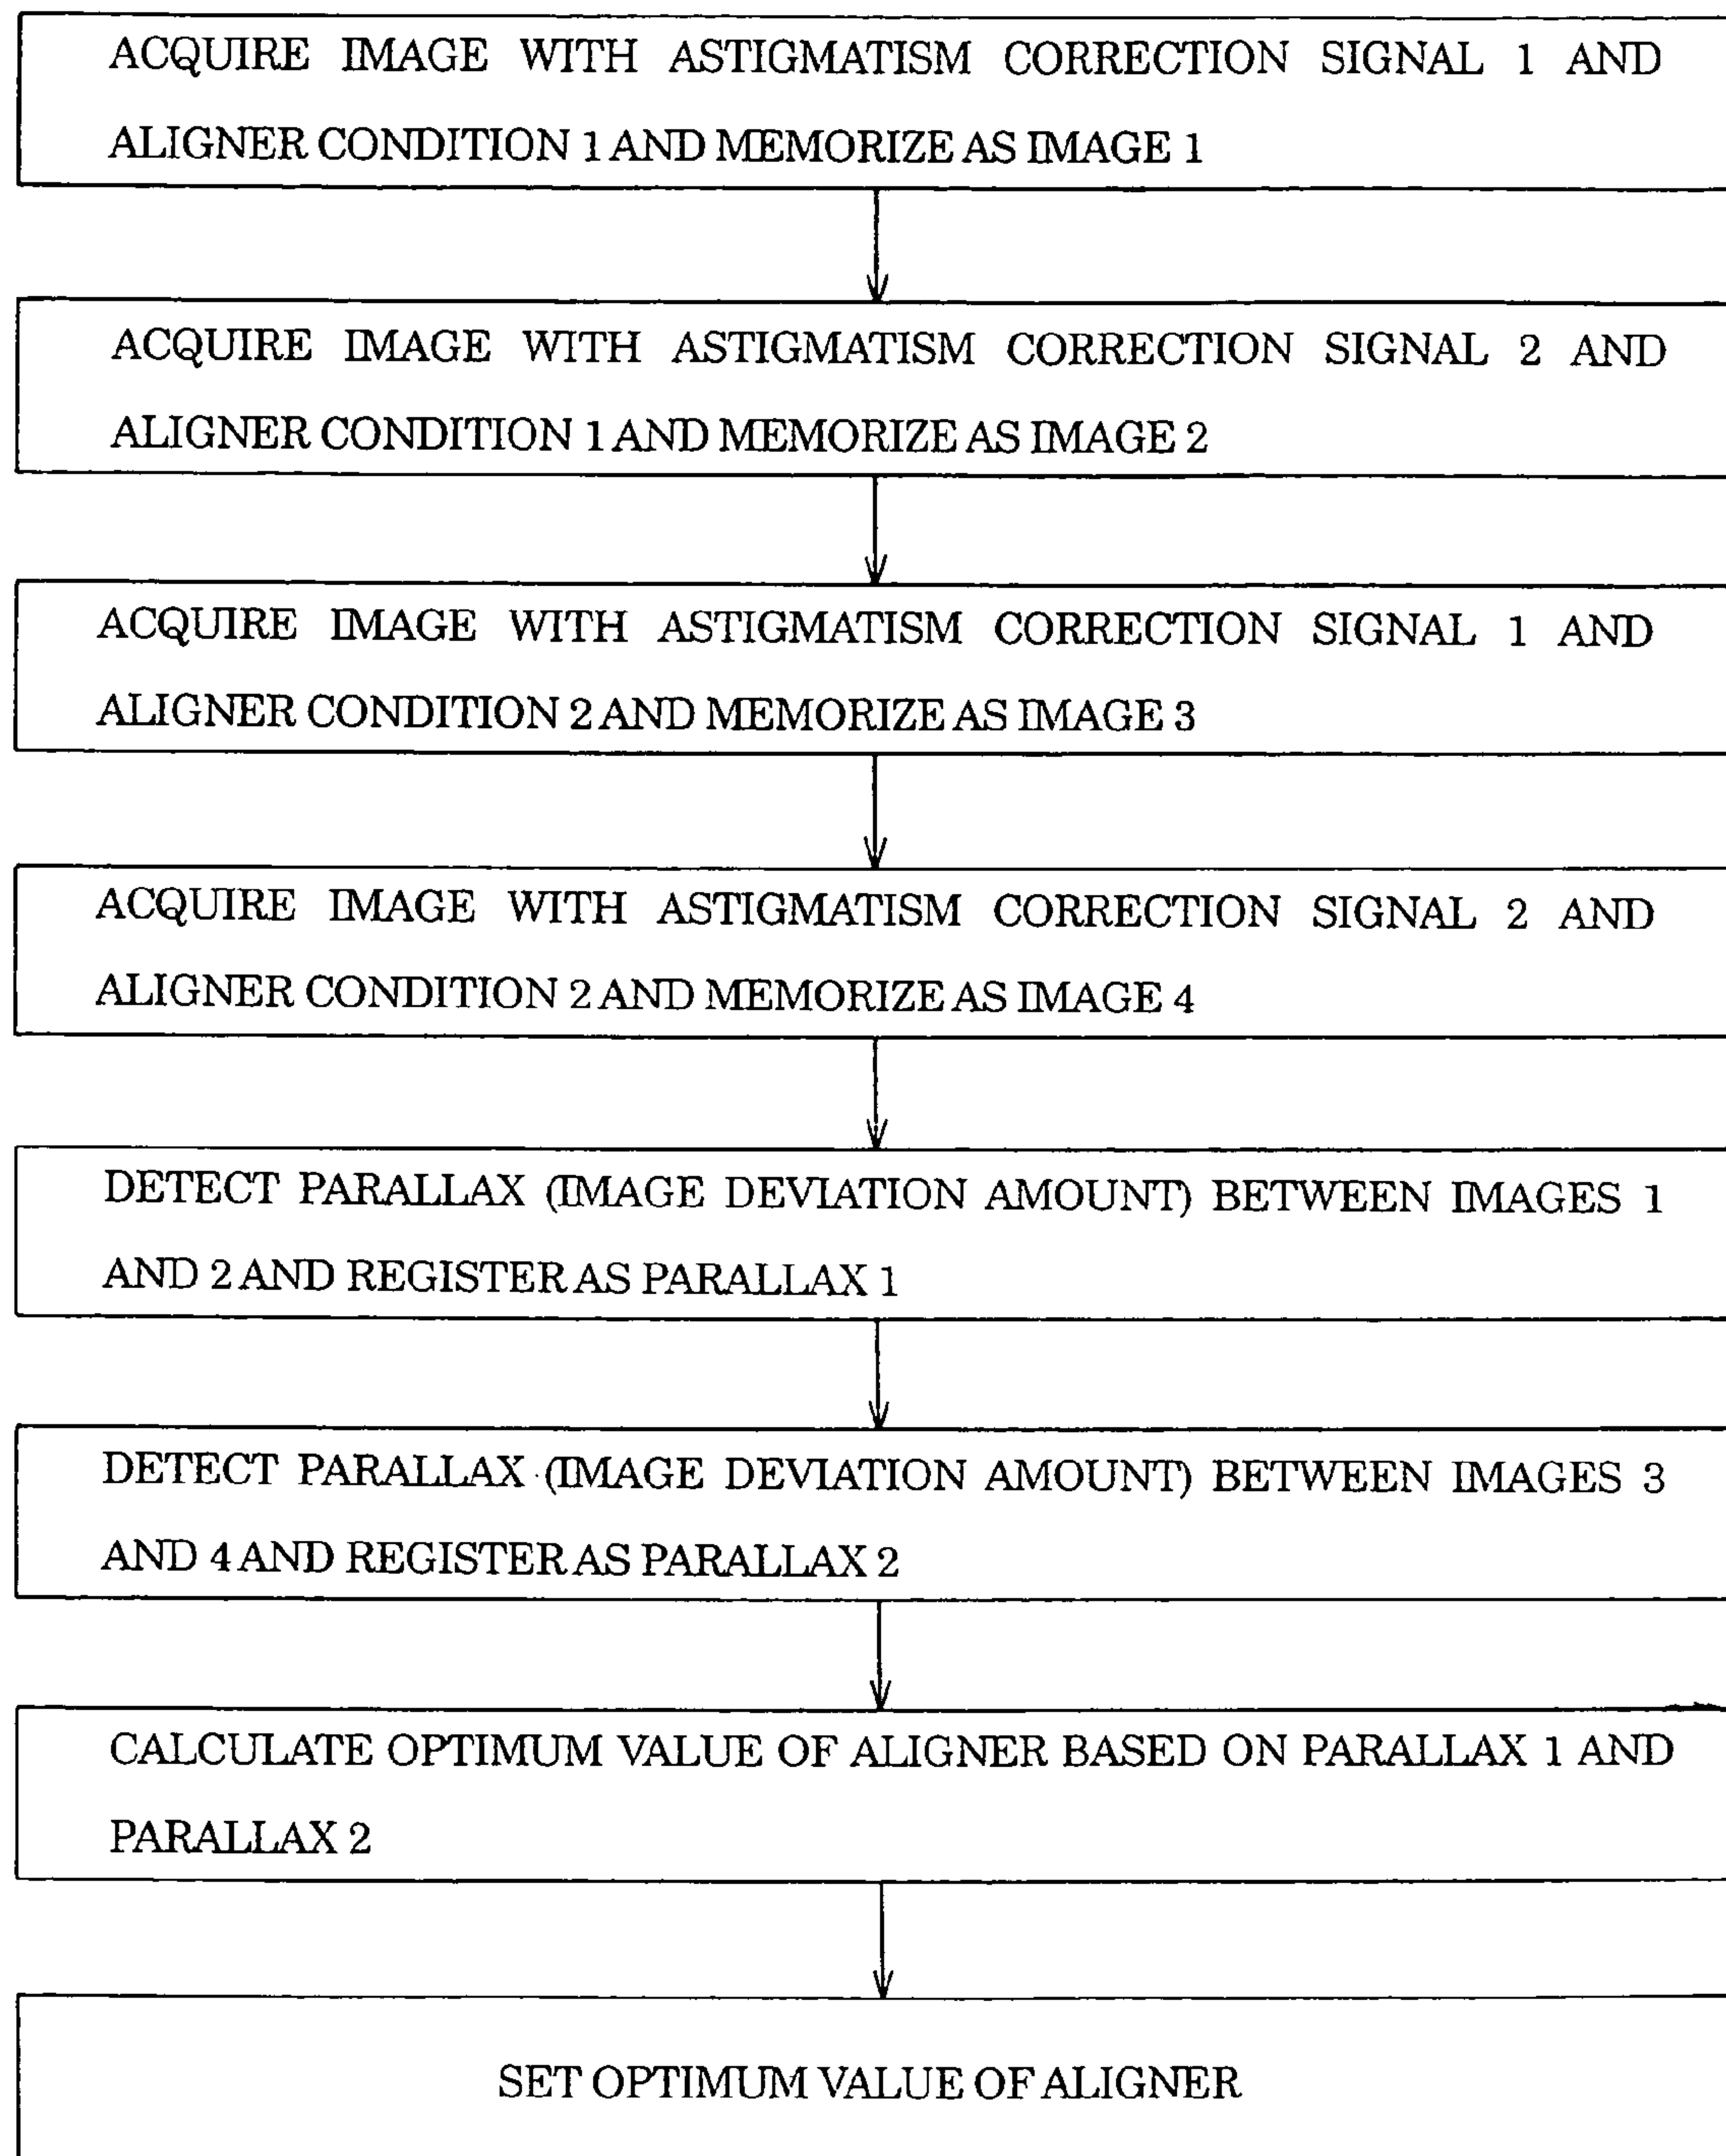 ACQUIRE IMAGE WITH ASTIGMATISM CORRECTION SIGNAL 1 AND
ALIGNER CONDITION 1 AND MEMORIZE AS IMAGE 1
ACQUIRE IMAGE WITH ASTIGMATISM CORRECTION SIGNAL 2 AND
ALIGNER CONDITION 1 AND MEMORIZE AS IMAGE 2
ACQUIRE IMAGE WITH ASTIGMATISM CORRECTION SIGNAL 1 AND
ALIGNER CONDITION 2 AND MEMORIZE AS IMAGE 3
ACQUIRE IMAGE WITH ASTIGMATISM CORRECTION SIGNAL 2 AND
ALIGNER CONDITION 2 AND MEMORIZE AS IMAGE 4
DETECT PARALLAX (IMAGE DEVIATION AMOUNT) BETWEEN IMAGES 1
AND 2 AND REGISTER AS PARALLAX 1
DETECT PARALLAX (IMAGE DEVIATION AMOUNT) BETWEEN IMAGES 3
AND 4 AND REGISTER AS PARALLAX 2
CALCULATE OPTIMUM VALUE OF ALIGNER BASED ON PARALLAX 1 AND
PARALLAX 2
SET OPTIMUM VALUE OF ALIGNER